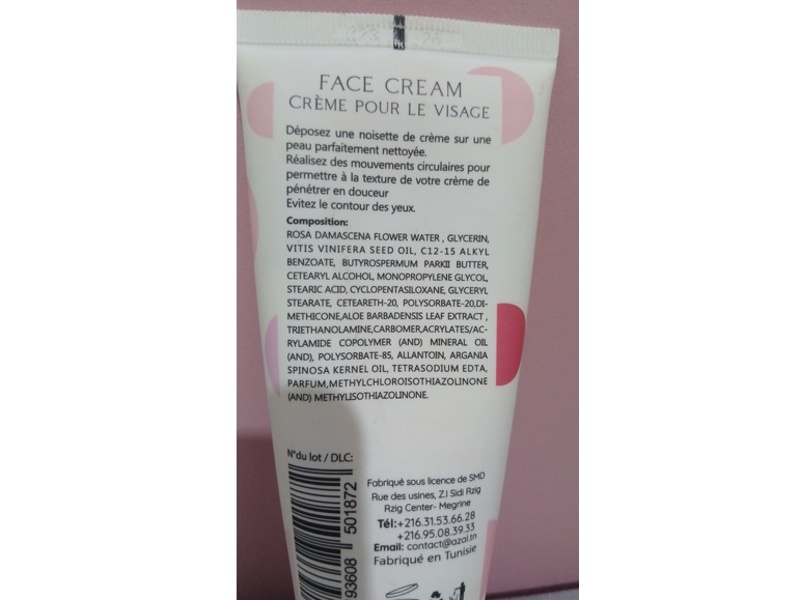 FACE CREAM
CRÈME POUR LE VISAGE
Déposez une noisette de crème sur une
peau parfaitement nettoyée.
Réalisez des mouvements circulaires pour
permettre à la texture de votre crème de
pénétrer en douceur
Evitez le contour des yeux.
Composition:
ROSA DAMASCENA FLOWER WATER , GLYCERIN,
VITIS VINIFERA SEED OIL, C12-15 ALKYL
BENZOATE, BUTYROSPERMUM PARKII BUTTER,
CETEARYL ALCOHOL, MONOPROPYLENE GLYCOL,
STEARIC ACID, CYCLOPENTASILOXANE, GLYCERYL
STEARATE, CETEARETH-20, POLYSORBATE-20,DI-
METHICONE,ALOE BARBADENSIS LEAF EXTRACT ,
TRIETHANOLAMINE,CARBOMER,ACRYLATES/AC-
RYLAMIDE COPOLYMER (AND) MINERAL OIL
(AND), POLYSORBATE-85, ALLANTOIN, ARGANIA
SPINOSA KERNEL OIL, TETRASODIUM EDTA,
PARFUM,METHYLCHLOROISOTHIAZOLINONE
(AND) METHYLISOTHIAZOLINONE.
N°du lot / DLC:
Fabriqué sous licence de SMD
Rue des usines, Z.I Sidi Rzig
Rzig Center- Megrine
Tél:+216.31.53.66.28
+216.95.08.39.33
Email: contact@azal.tn
Fabriqué en Tunisie
93608 501872